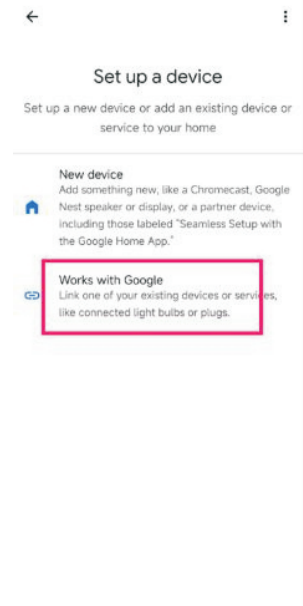 Set up a device
Set up a new device or add an existing device or
service to your home
New device
Add something new, like a Chromecast, Google
Nest speaker or display, or a partner device,
including those labeled "Seamless Setup with
the Google Home App."
Works with Google
Link one of your existing devices or services,
like connected light bulbs or plugs.